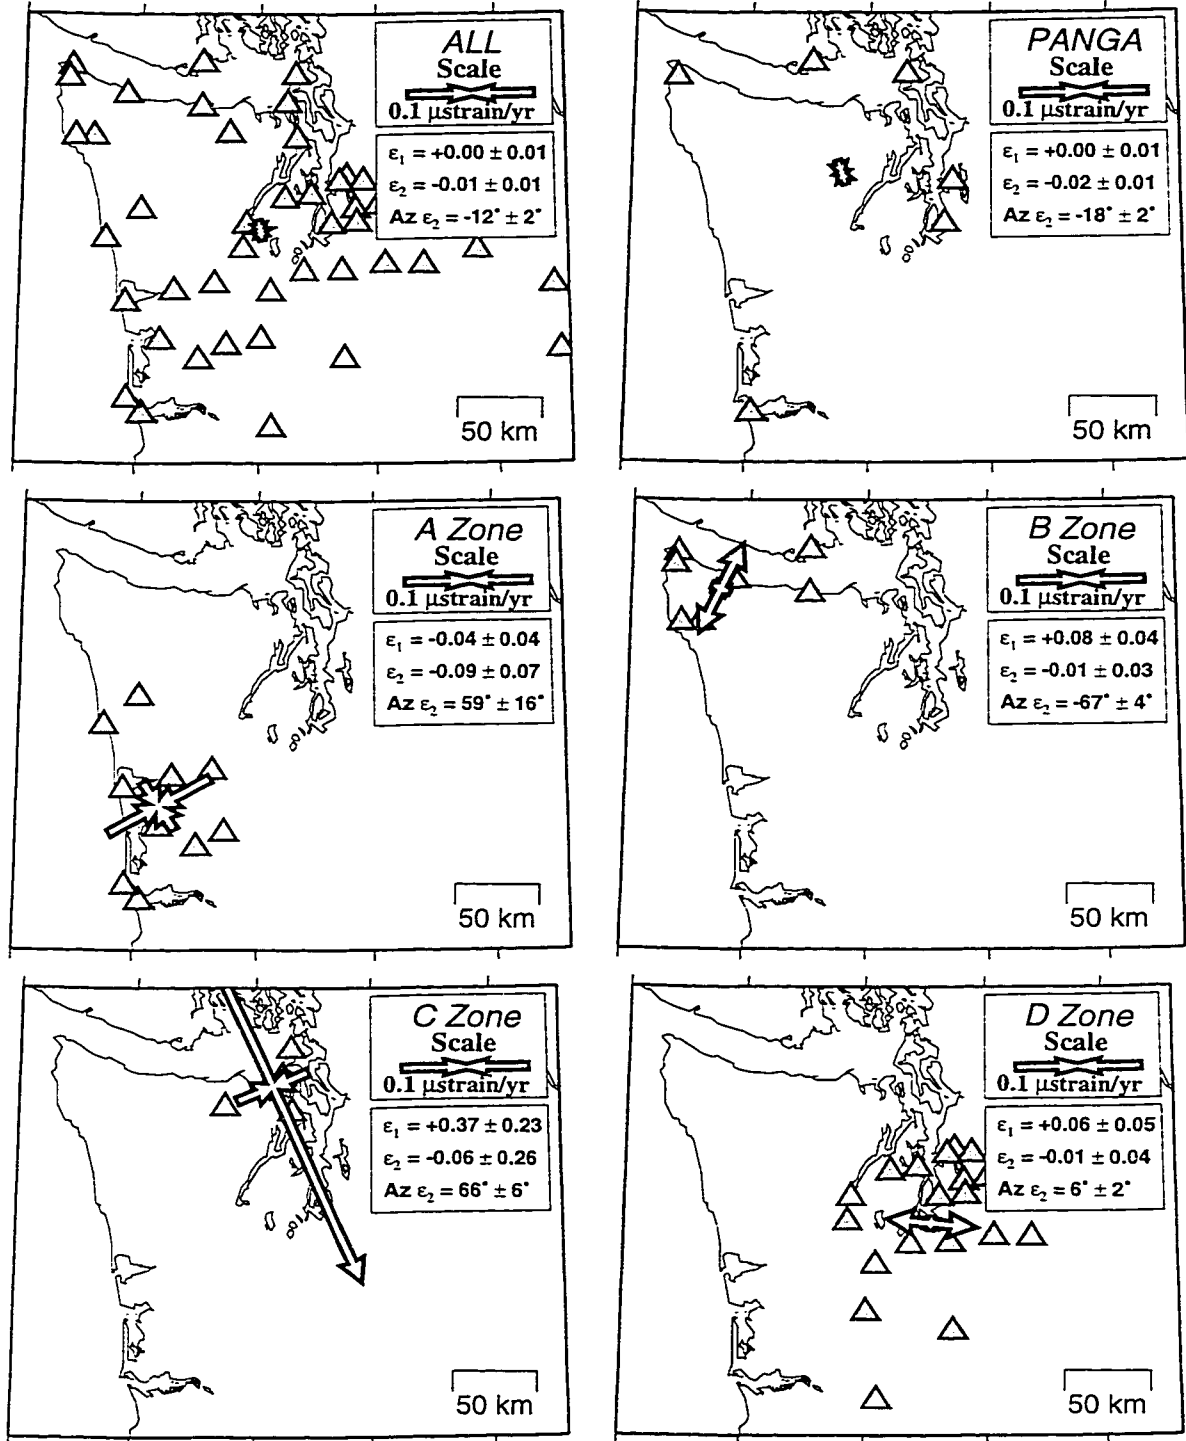 ALL
Scale
0.1 μstrain/yr
ε1 = +0.00 ± 0.01
ε2 = -0.01 ± 0.01
Az ε2 = -12° ± 2°
50 km
PANGA
Scale
0.1 μstrain/yr
ε1 = +0.00 ± 0.01
ε2 = -0.02 ± 0.01
Az ε2 = -18° ± 2°
50 km
A Zone
Scale
0.1 μstrain/yr
ε1 = -0.04 ± 0.04
ε2 = -0.09 ± 0.07
Az ε2 = 59° ± 16°
50 km
B Zone
Scale
0.1 μstrain/yr
ε1 = +0.08 ± 0.04
ε2 = -0.01 ± 0.03
Az ε2 = -67° ± 4°
50 km
C Zone
Scale
0.1 μstrain/yr
ε1 = +0.37 ± 0.23
ε2 = -0.06 ± 0.26
Az ε2 = 66° ± 6°
50 km
D Zone
Scale
0.1 μstrain/yr
ε1 = +0.06 ± 0.05
ε2 = -0.01 ± 0.04
Az ε2 = 6° ± 2°
50 km